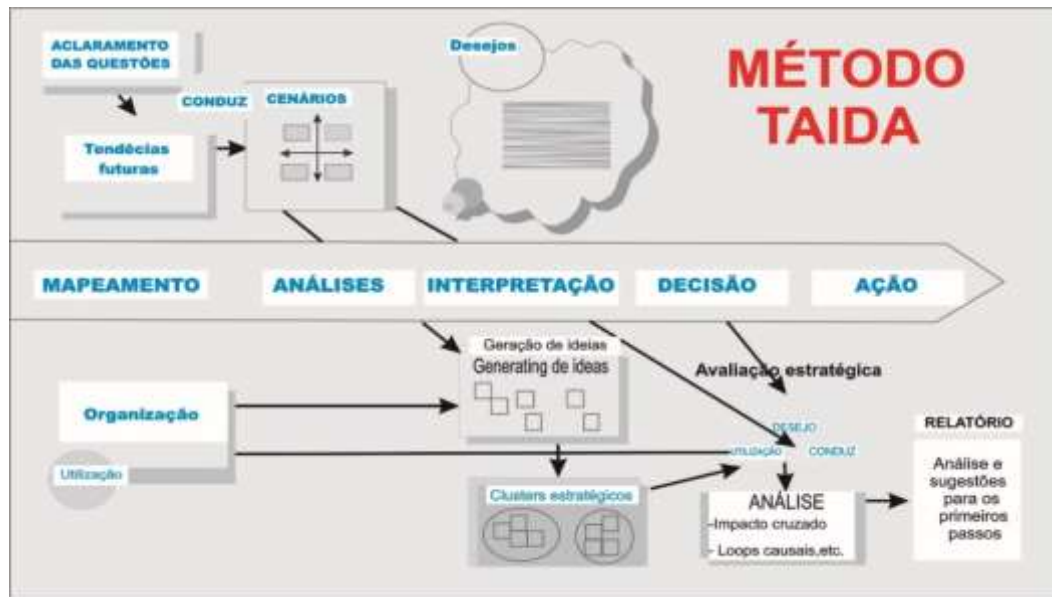 MÉTODO
TAIDA
ACLARAMENTO
DAS QUESTÕES
CONDUZ
CENÁRIOS
Tendêcias
futuras
Desejos
MAPEAMENTO
ANÁLISES
INTERPRETAÇÃO
DECISÃO
AÇÃO
Geração de ideias
Generating de ideas
Avaliação estratégica
Organização
Utilização
DESEJO
UTILIZAÇÃO
CONDUZ
Clusters estratégicos
ANÁLISE
-Impacto cruzado
- Loops causais,etc.
RELATÓRIO
Análise e
sugestões
para os
primeiros
passos